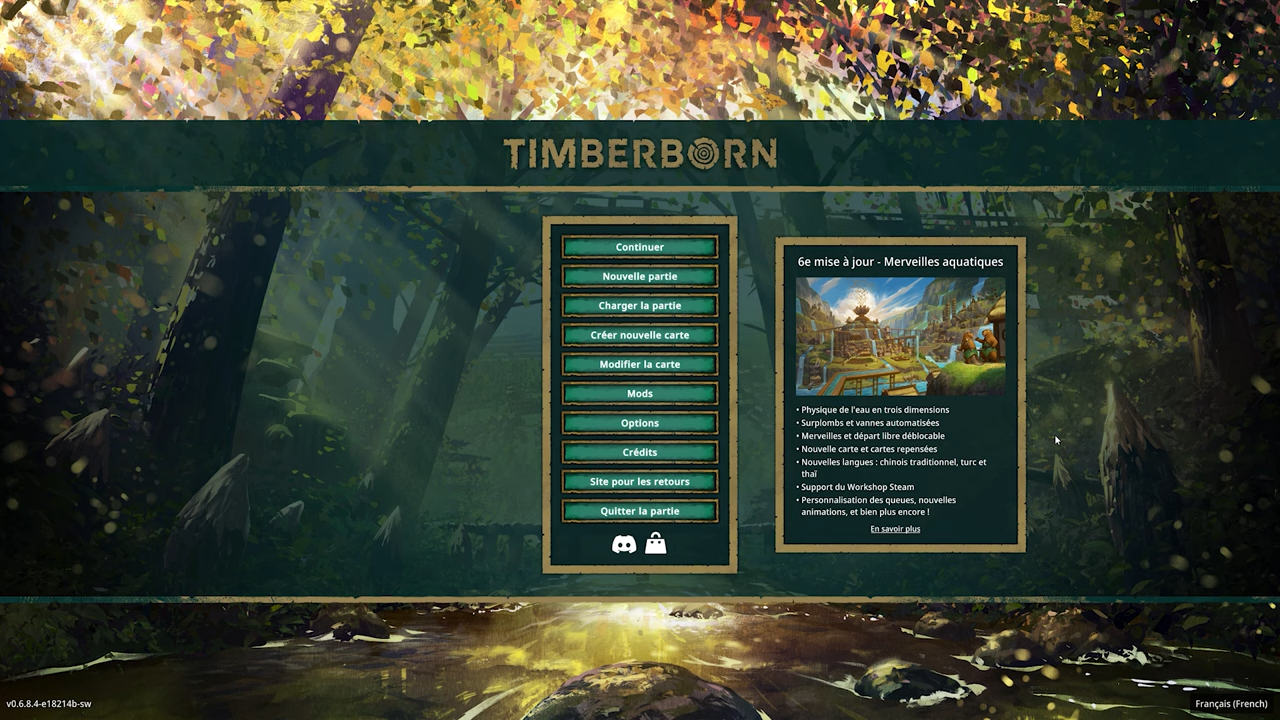 TIMBERBORN
Continuer
Nouvelle partie
Charger la partie
Créer nouvelle carte
Modifier la carte
Mods
Options
Crédits
Site pour les retours
Quitter la partie
6e mise à jour - Merveilles aquatiques
• Physique de l'eau en trois dimensions
• Surplombs et vannes automatisées
• Merveilles et départ libre déblocable
• Nouvelle carte et cartes repensées
• Nouvelles langues : chinois traditionnel, turc et
thaï
• Support du Workshop Steam
• Personnalisation des queues, nouvelles
animations, et bien plus encore !
En savoir plus
v0.6.8.4-e18214b-sw
Français (French)